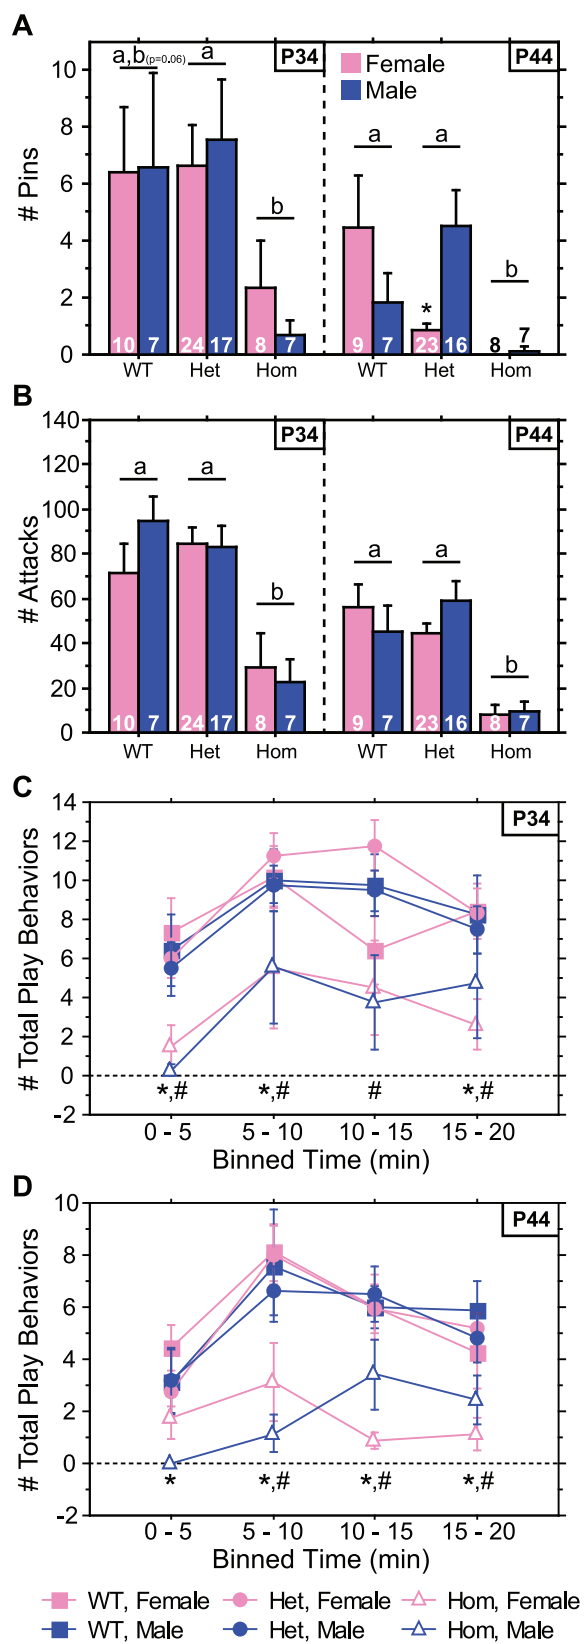 A
a,b(p=0.06)
a
P34
P44
Female
Male
a
a
b
b
*
# Pins
10
8
6
4
2
0
10
7
24
17
8
7
9
7
23
16
8
7
WT
Het
Hom
WT
Het
Hom
B
P34
P44
# Attacks
140
120
100
80
60
40
20
0
a
a
b
a
a
b
10
7
24
17
8
7
9
7
23
16
8
7
WT
Het
Hom
WT
Het
Hom
C
P34
# Total Play Behaviors
14
12
10
8
6
4
2
0
-2
*,#
*,#
#
*,#
0 - 5
5 - 10
10 - 15
15 - 20
Binned Time (min)
D
P44
# Total Play Behaviors
10
8
6
4
2
0
-2
*
*,#
*,#
*,#
0 - 5
5 - 10
10 - 15
15 - 20
Binned Time (min)
WT, Female
Het, Female
Hom, Female
WT, Male
Het, Male
Hom, Male